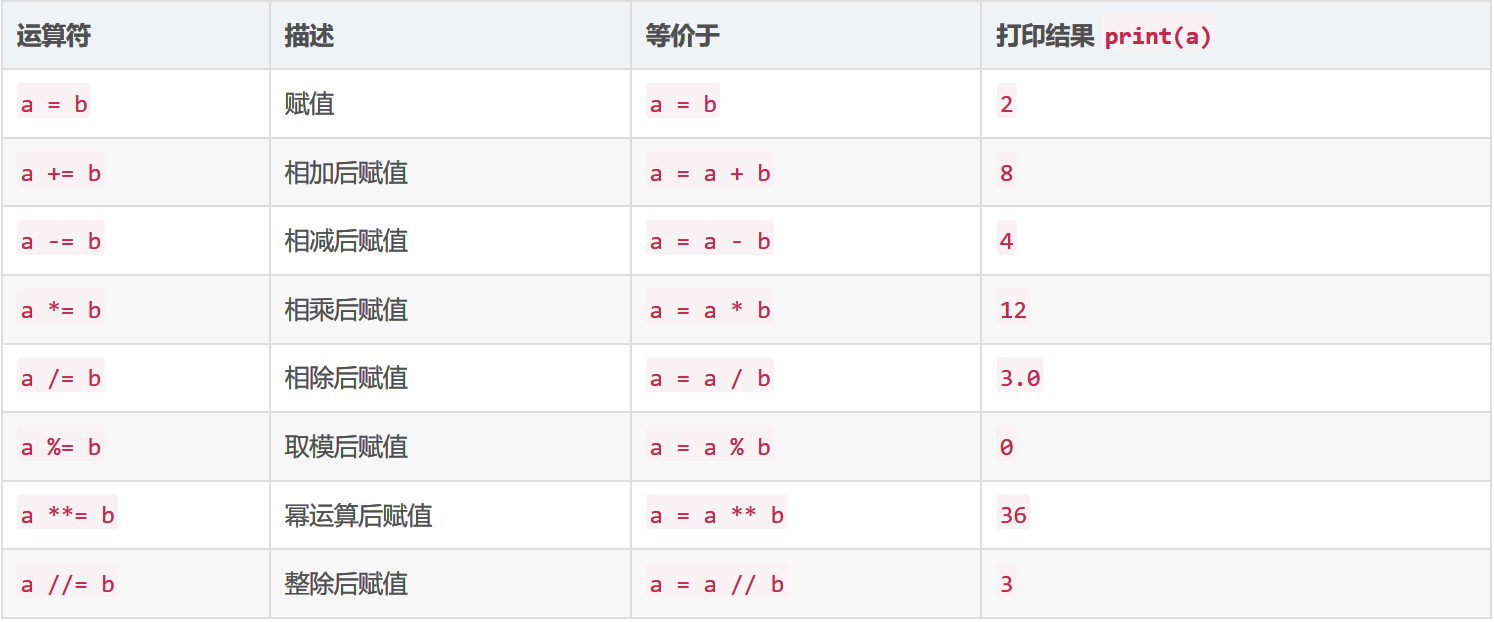 运算符 描述 等价于 打印结果 print(a)
a = b 赋值 a = b 2
a += b 相加后赋值 a = a + b 8
a -= b 相减后赋值 a = a - b 4
a *= b 相乘后赋值 a = a * b 12
a /= b 相除后赋值 a = a / b 3.0
a %= b 取模后赋值 a = a % b 0
a **= b 幂运算后赋值 a = a ** b 36
a //= b 整除后赋值 a = a // b 3